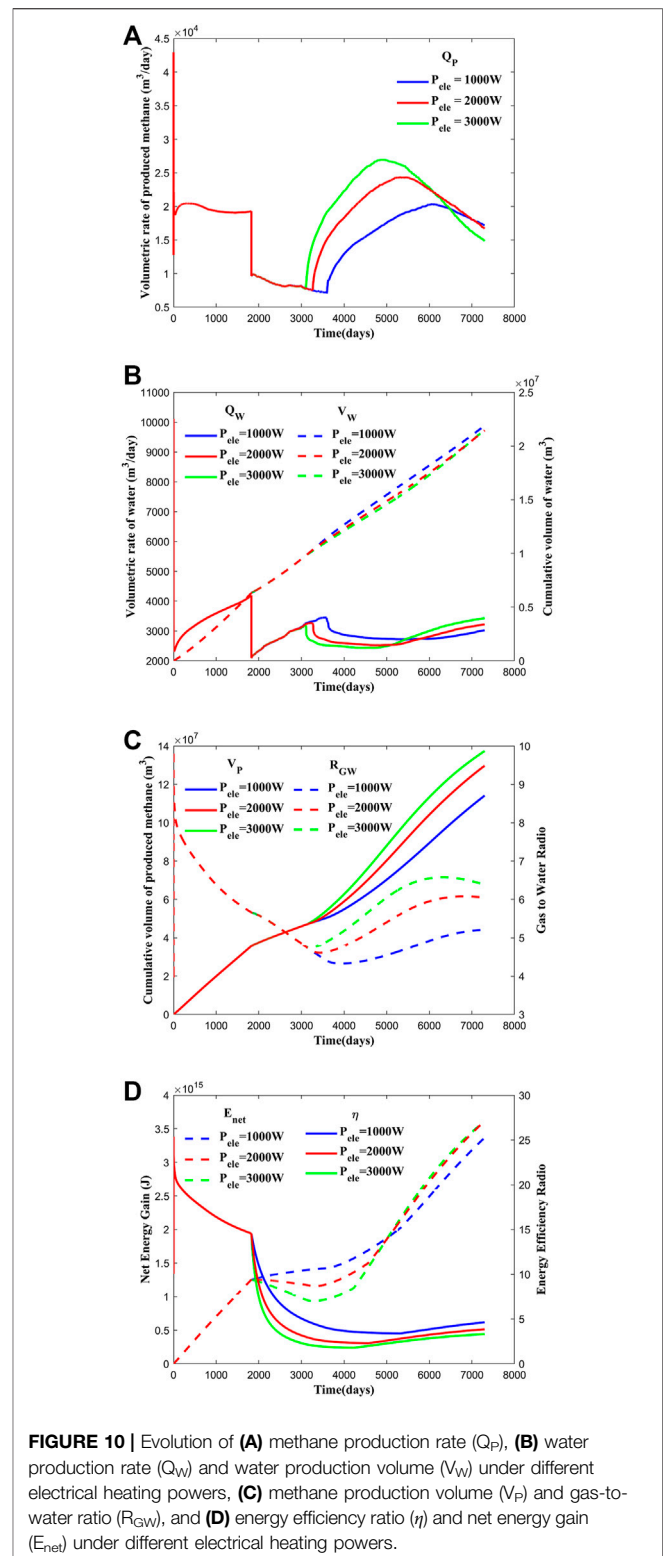 A
×10⁴
4.5
4
3.5
3
2.5
2
1.5
1
0.5
Volumetric rate of produced methane (m³/day)
Q_P
P_ele = 1000W
P_ele = 2000W
P_ele = 3000W
0 1000 2000 3000 4000 5000 6000 7000 8000
Time(days)
B
11000
10000
9000
8000
7000
6000
5000
4000
3000
2000
Volumetric rate of water (m³/day)
Q_W V_W
P_ele=1000W P_ele=1000W
P_ele=2000W P_ele=2000W
P_ele=3000W P_ele=3000W
×10⁷
2.5
2
1.5
1
0.5
0
Cumulative volume of water (m³)
0 1000 2000 3000 4000 5000 6000 7000 8000
Time(days)
C
×10⁷
14
12
10
8
6
4
2
0
Cumulative volume of produced methane (m³)
V_P R_GW
P_ele=1000W P_ele=1000W
P_ele=2000W P_ele=2000W
P_ele=3000W P_ele=3000W
10
9
8
7
6
5
4
3
Gas to Water Radio
0 1000 2000 3000 4000 5000 6000 7000 8000
Time(days)
D
×10¹⁵
4
3.5
3
2.5
2
1.5
1
0.5
0
Net Energy Gain (J)
E_net η
P_ele=1000W P_ele=1000W
P_ele=2000W P_ele=2000W
P_ele=3000W P_ele=3000W
30
25
20
15
10
5
0
Energy Efficiency Radio
0 1000 2000 3000 4000 5000 6000 7000 8000
Time(days)
FIGURE 10 | Evolution of (A) methane production rate (Q_P), (B) water
production rate (Q_W) and water production volume (V_W) under different
electrical heating powers, (C) methane production volume (V_P) and gas-to-
water ratio (R_GW), and (D) energy efficiency ratio (η) and net energy gain
(E_net) under different electrical heating powers.